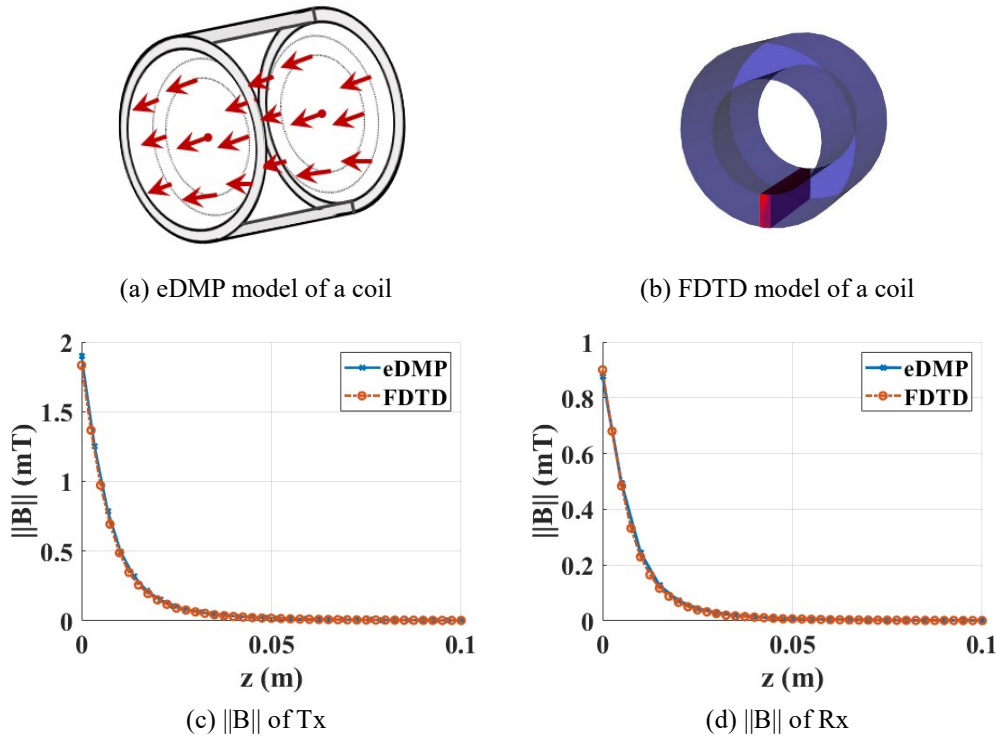 (a) eDMP model of a coil
(b) FDTD model of a coil
2
1.5
1
0.5
0
||B|| (mT)
eDMP
FDTD
0
0.05
0.1
z (m)
(c) ||B|| of Tx
1
0.8
0.6
0.4
0.2
0
||B|| (mT)
eDMP
FDTD
0
0.05
0.1
z (m)
(d) ||B|| of Rx